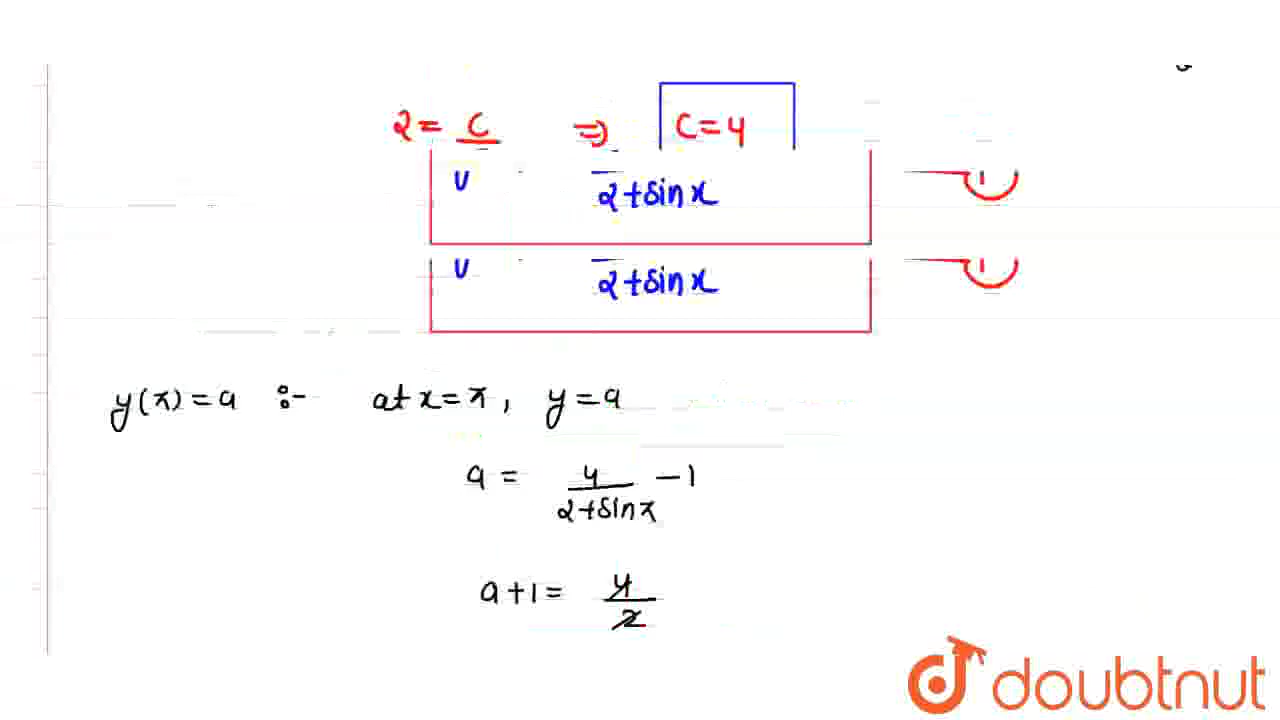 2 = C ⇒ C = 4
2 + sin x
2 + sin x
y(π) = a :- at x = π, y = a
a = 4 / 2 + sin π − 1
a + 1 = 4 / 2
doubtnut